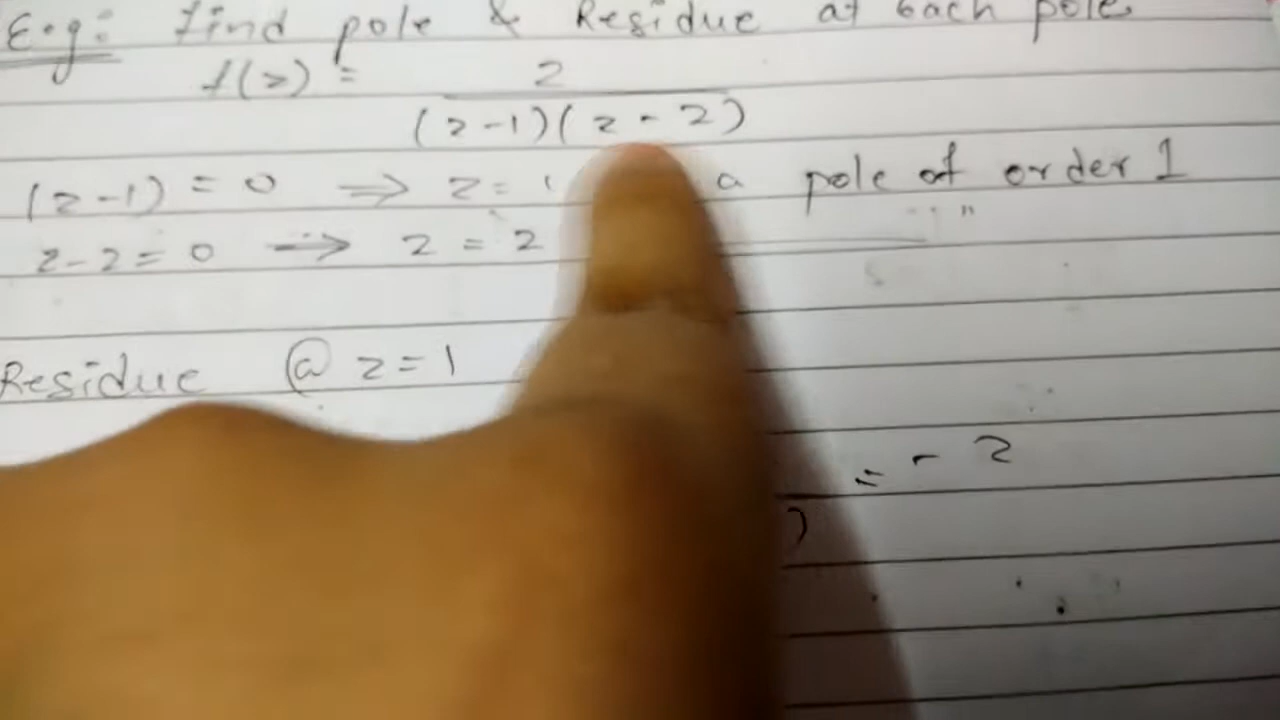 E.g: find pole & Residue at each pole
f(z) = 2
(z-1)(z-2)
(z-1) = 0 ⇒ z = 1 a pole of order 1
z-2 = 0 → z = 2 "
Residue @ z = 1
= - 2
)